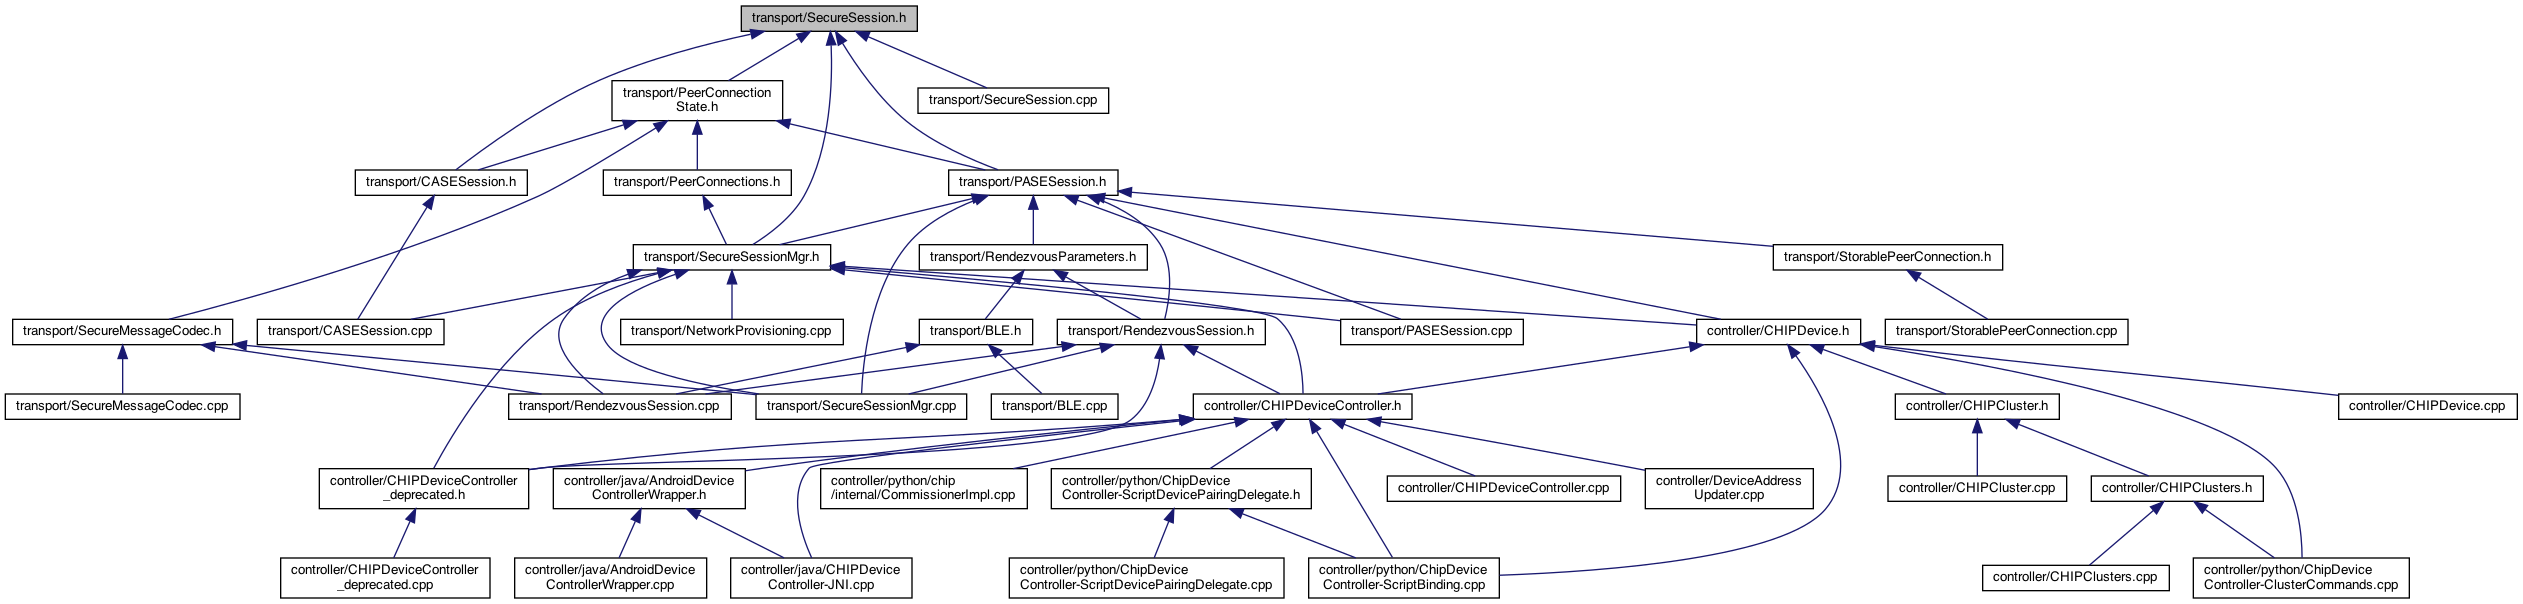 transport/SecureSession.h
transport/PeerConnection
State.h
transport/SecureSession.cpp
transport/CASESession.h
transport/PeerConnections.h
transport/PASESession.h
transport/SecureSessionMgr.h
transport/RendezvousParameters.h
transport/StorablePeerConnection.h
transport/SecureMessageCodec.h
transport/CASESession.cpp
transport/NetworkProvisioning.cpp
transport/BLE.h
transport/RendezvousSession.h
transport/PASESession.cpp
controller/CHIPDevice.h
transport/StorablePeerConnection.cpp
transport/SecureMessageCodec.cpp
transport/RendezvousSession.cpp
transport/SecureSessionMgr.cpp
transport/BLE.cpp
controller/CHIPDeviceController.h
controller/CHIPCluster.h
controller/CHIPDevice.cpp
controller/CHIPDeviceController
_deprecated.h
controller/java/AndroidDevice
ControllerWrapper.h
controller/python/chip
/internal/CommissionerImpl.cpp
controller/python/ChipDevice
Controller-ScriptDevicePairingDelegate.h
controller/CHIPDeviceController.cpp
controller/DeviceAddress
Updater.cpp
controller/CHIPCluster.cpp
controller/CHIPClusters.h
controller/CHIPDeviceController
_deprecated.cpp
controller/java/AndroidDevice
ControllerWrapper.cpp
controller/java/CHIPDevice
Controller-JNI.cpp
controller/python/ChipDevice
Controller-ScriptDevicePairingDelegate.cpp
controller/python/ChipDevice
Controller-ScriptBinding.cpp
controller/CHIPClusters.cpp
controller/python/ChipDevice
Controller-ClusterCommands.cpp